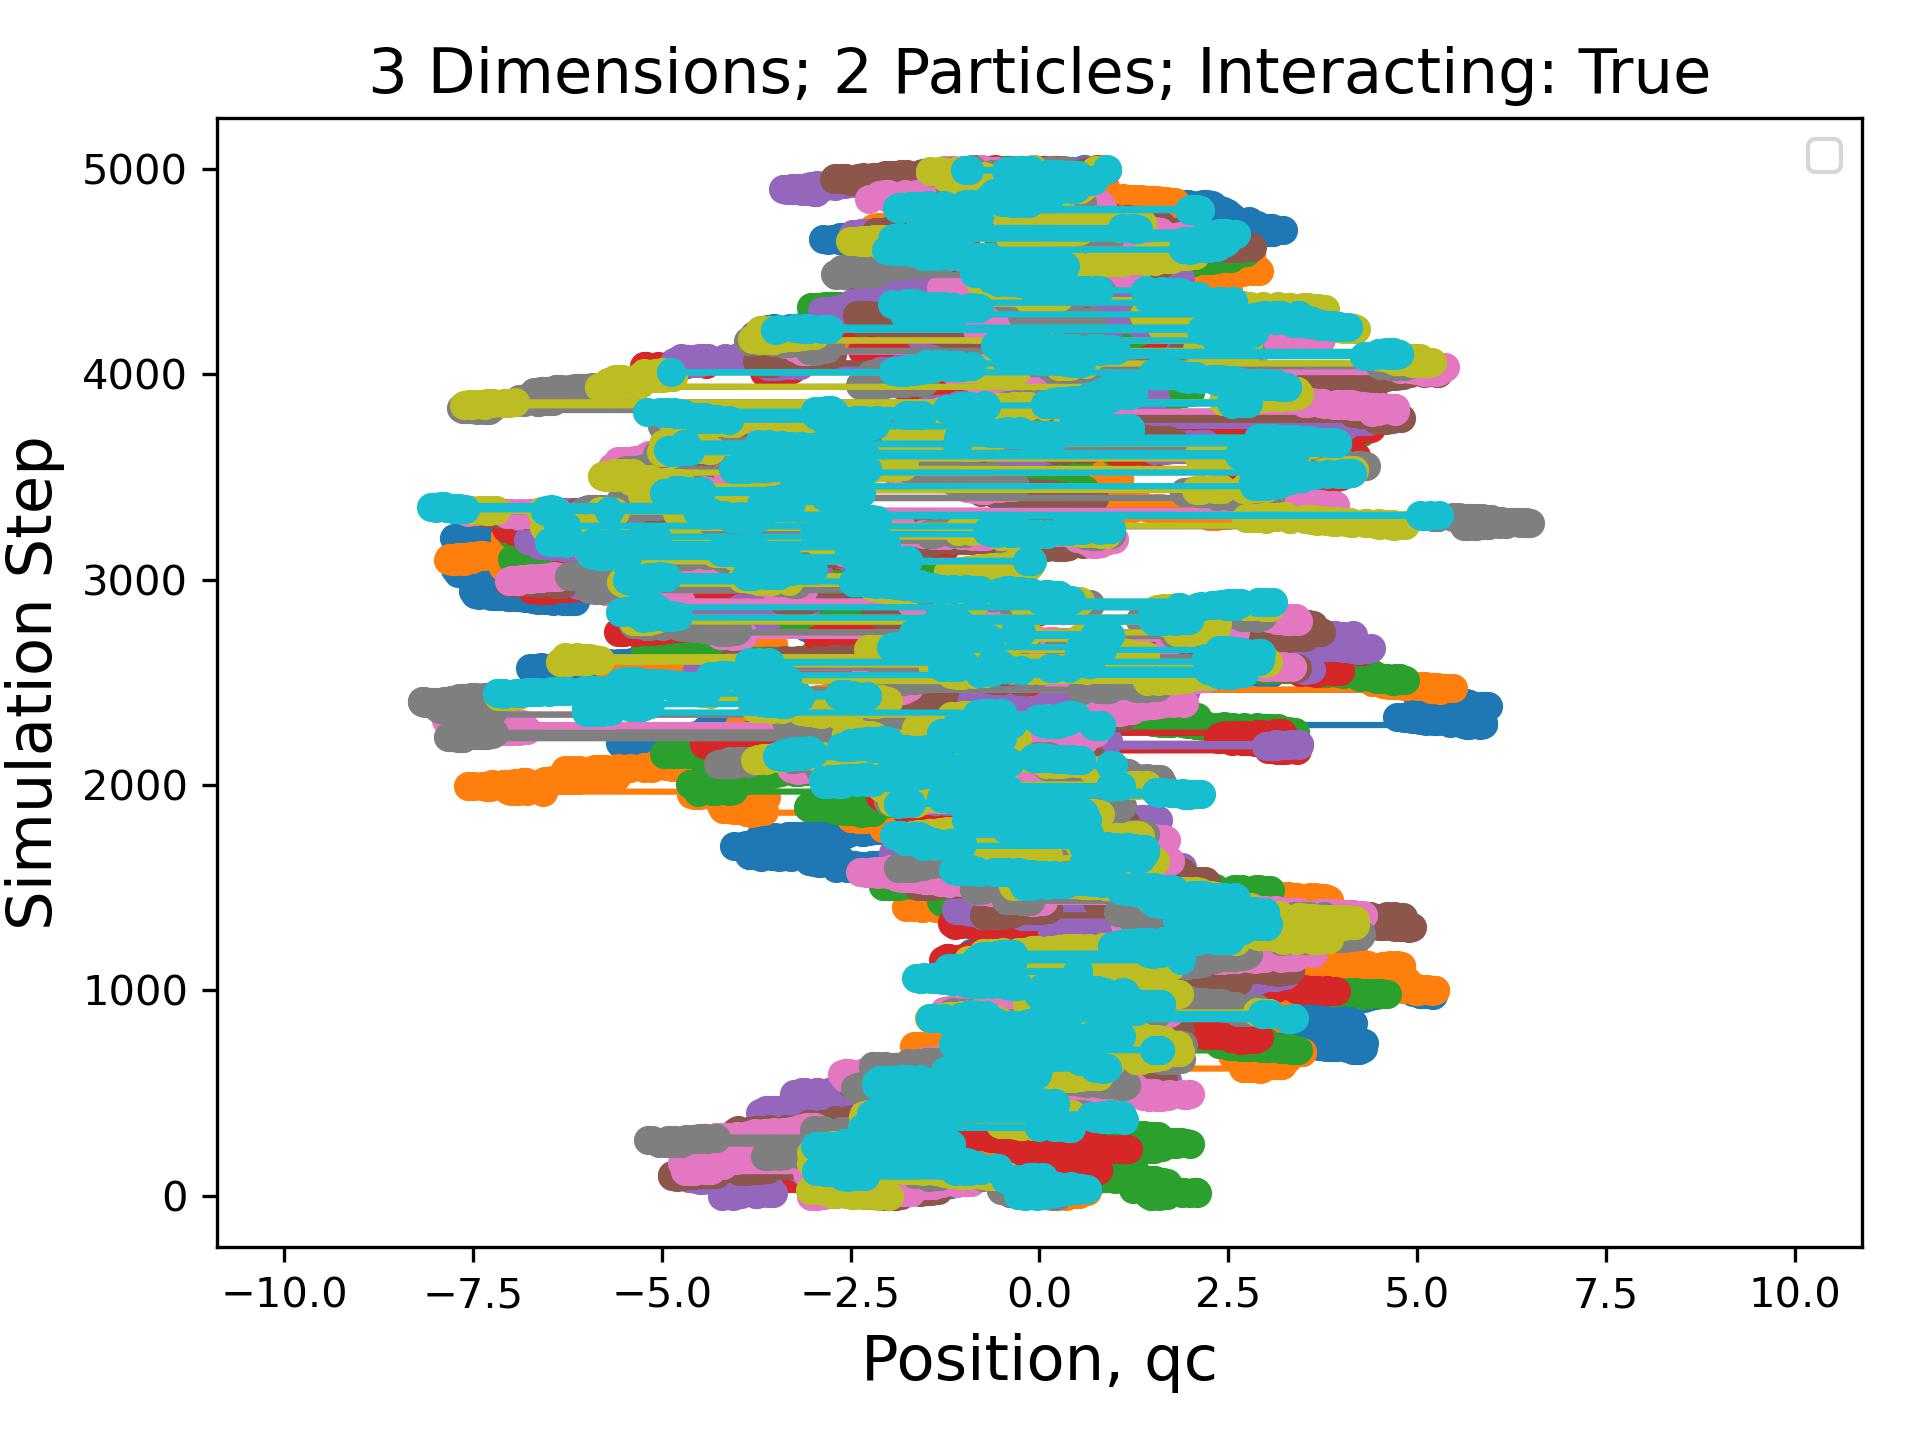 3 Dimensions; 2 Particles; Interacting: True
5000
4000
3000
2000
1000
0
Simulation Step
−10.0 −7.5 −5.0 −2.5 0.0 2.5 5.0 7.5 10.0
Position, qc